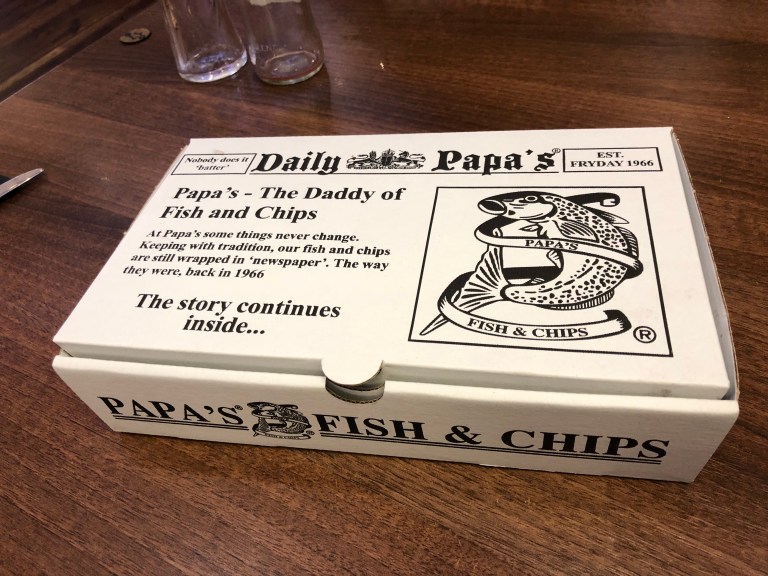 Nobody does it
'batter'
Daily Papa's®
EST.
FRYDAY 1966
Papa's - The Daddy of
Fish and Chips
At Papa's some things never change.
Keeping with tradition, our fish and chips
are still wrapped in 'newspaper'. The way
they were, back in 1966
The story continues
inside...
PAPA'S
FISH & CHIPS
®
PAPA'S® FISH & CHIPS